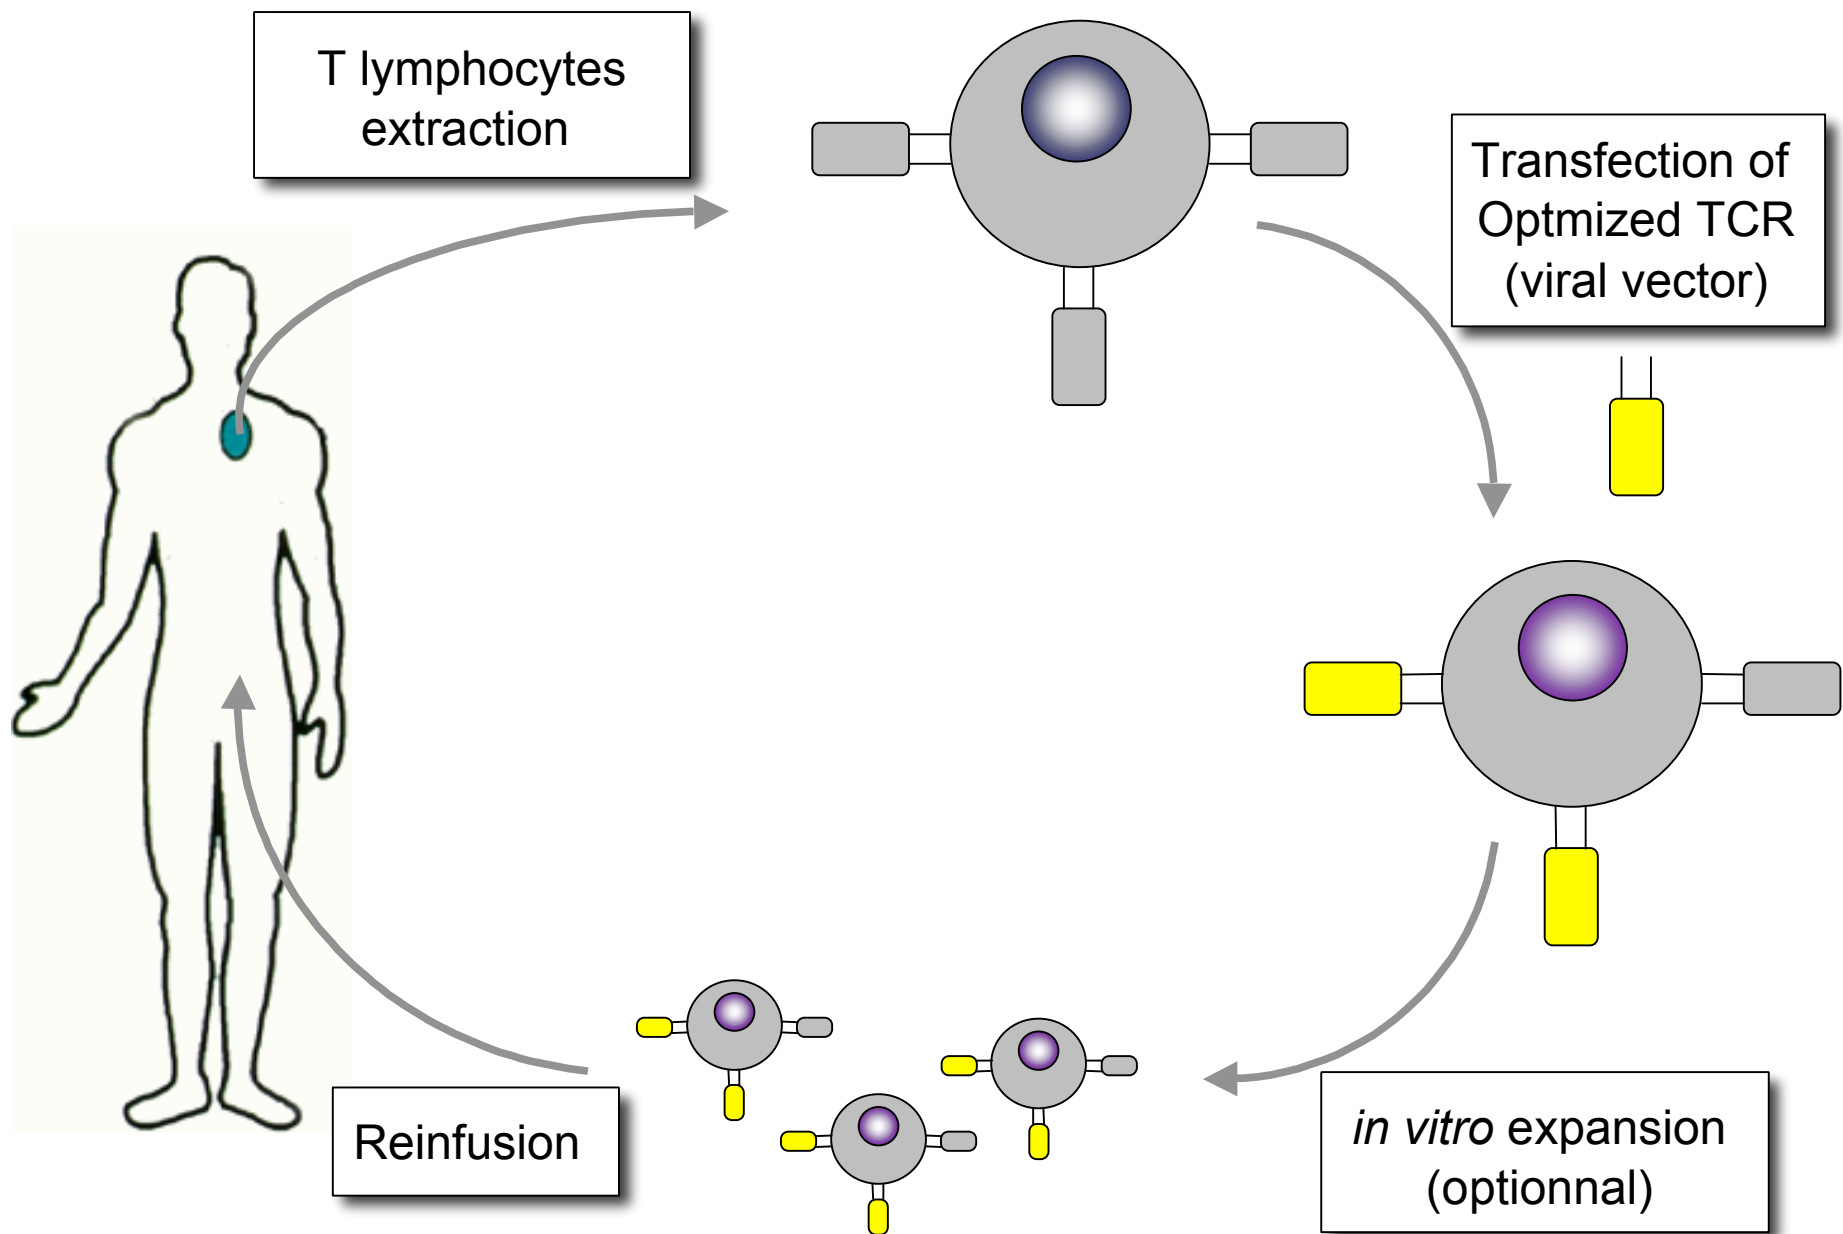 T lymphocytes
extraction
Transfection of
Optmized TCR
(viral vector)
in vitro expansion
(optionnal)
Reinfusion